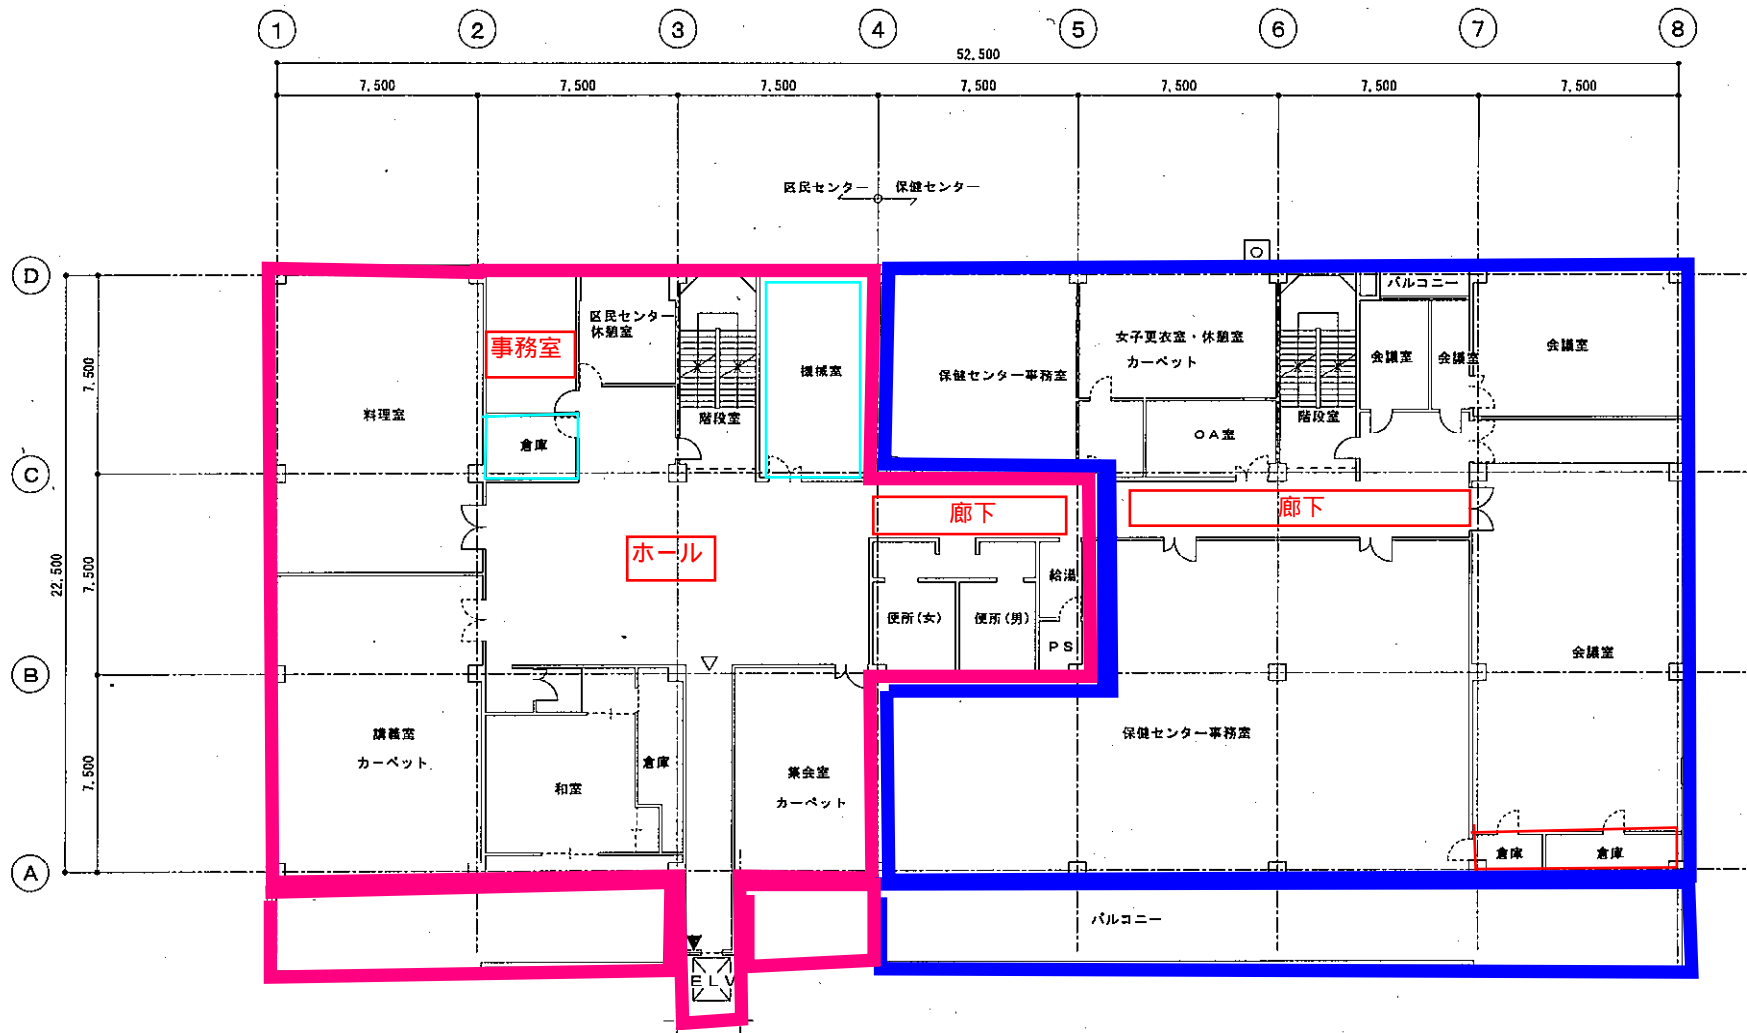 1 2 3 4 5 6 7 8
52,500
7,500 7,500 7,500 7,500 7,500 7,500 7,500
区民センター 保健センター
D
バルコニー
区民センター
休憩室
事務室
女子更衣室・休憩室
カーペット
会議室
会議室
会議室
機械室
保健センター事務室
7,500
料理室
階段室
階段室
倉庫
OA室
C
廊下
廊下
ホール
22,500
7,500
給湯
便所(女)
便所(男)
PS
会議室
B
講義室
カーペット
保健センター事務室
倉庫
集会室
カーペット
和室
7,500
倉庫
倉庫
A
バルコニー
ELV